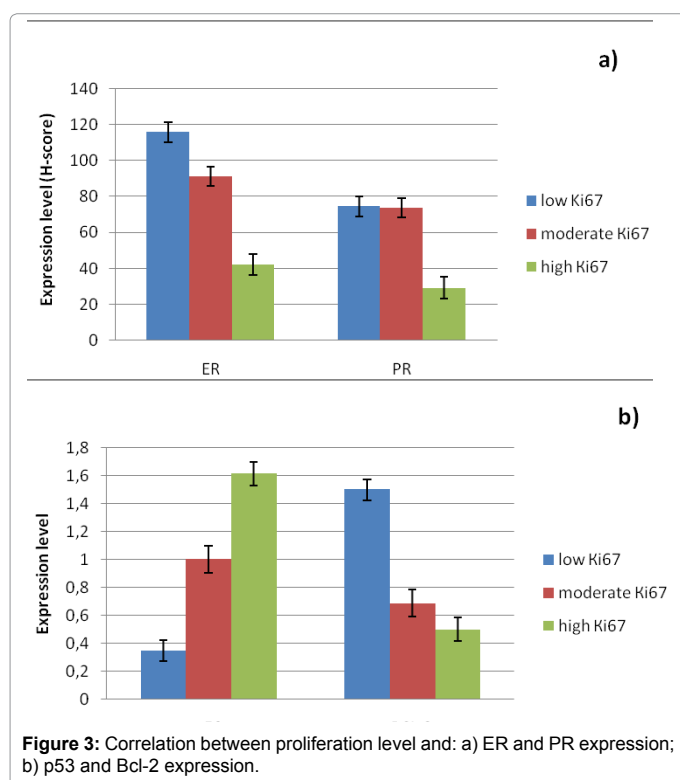 a)
Expression level (H-score)
140
120
100
80
60
40
20
0
ER
PR
low Ki67
moderate Ki67
high Ki67
b)
Expression level
1,8
1,6
1,4
1,2
1
0,8
0,6
0,4
0,2
0
low Ki67
moderate Ki67
high Ki67
Figure 3: Correlation between proliferation level and: a) ER and PR expression;
b) p53 and Bcl-2 expression.